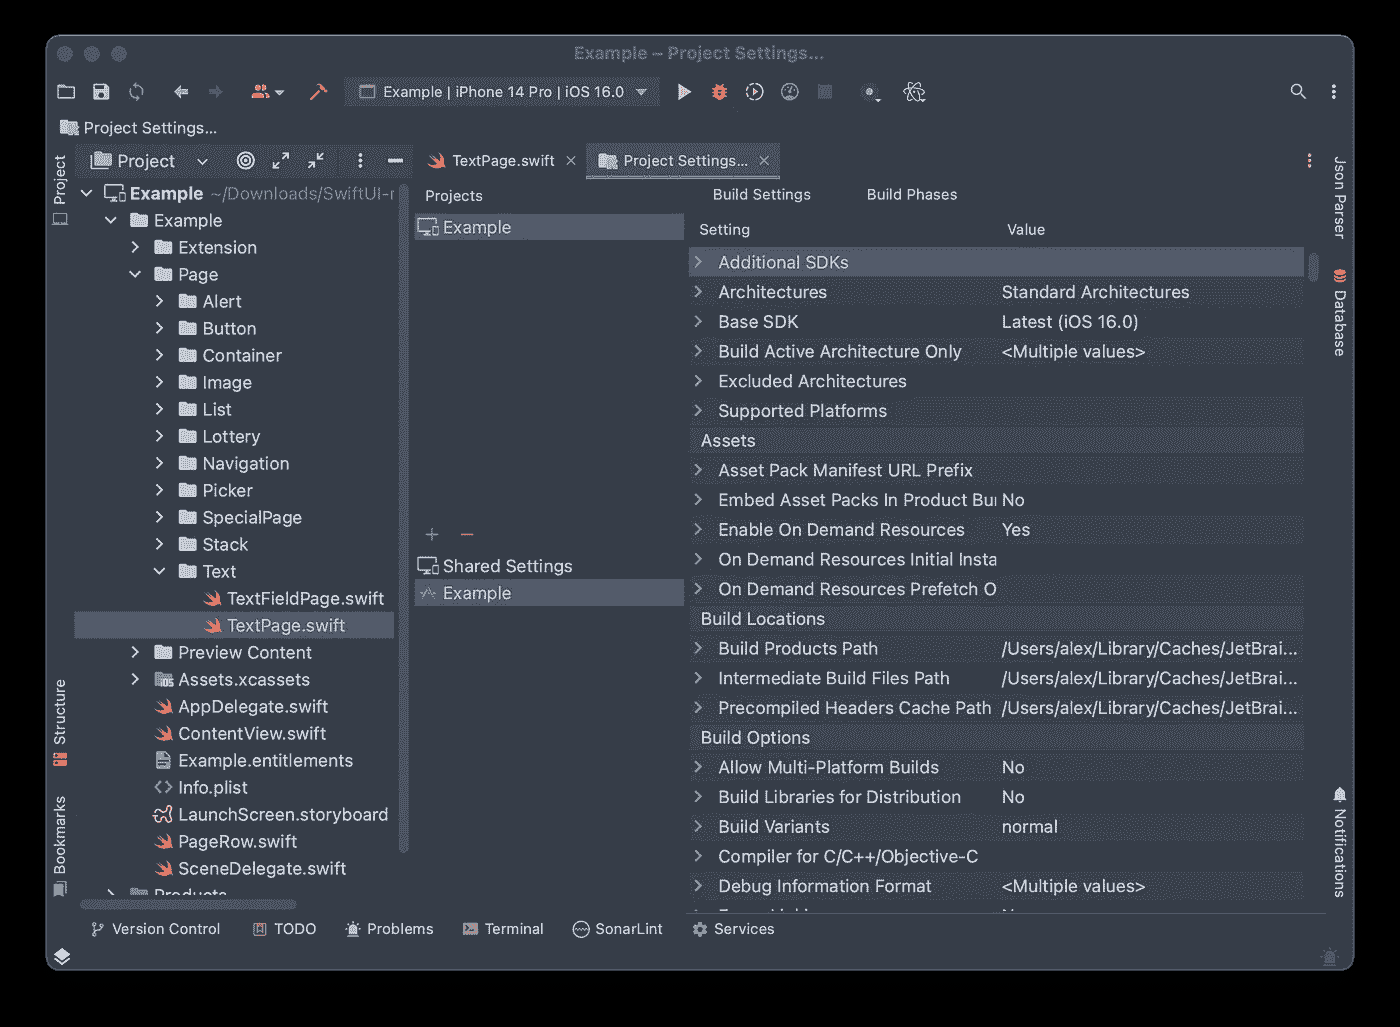 Example – Project Settings...
Example | iPhone 14 Pro | iOS 16.0
Project Settings...
Project
TextPage.swift
Project Settings...
Project
Example ~/Downloads/SwiftUI-r
Example
Extension
Page
Alert
Button
Container
Image
List
Lottery
Navigation
Picker
SpecialPage
Stack
Text
TextFieldPage.swift
TextPage.swift
Preview Content
Assets.xcassets
AppDelegate.swift
ContentView.swift
Example.entitlements
Info.plist
LaunchScreen.storyboard
PageRow.swift
SceneDelegate.swift
Products
Structure
Bookmarks
Projects
Example
Shared Settings
Example
Build Settings Build Phases
Setting Value
Additional SDKs
Architectures Standard Architectures
Base SDK Latest (iOS 16.0)
Build Active Architecture Only <Multiple values>
Excluded Architectures
Supported Platforms
Assets
Asset Pack Manifest URL Prefix
Embed Asset Packs In Product Bui No
Enable On Demand Resources Yes
On Demand Resources Initial Insta
On Demand Resources Prefetch O
Build Locations
Build Products Path /Users/alex/Library/Caches/JetBrai...
Intermediate Build Files Path /Users/alex/Library/Caches/JetBrai...
Precompiled Headers Cache Path /Users/alex/Library/Caches/JetBrai...
Build Options
Allow Multi-Platform Builds No
Build Libraries for Distribution No
Build Variants normal
Compiler for C/C++/Objective-C
Debug Information Format <Multiple values>
Json Parser
Database
Notifications
Version Control TODO Problems Terminal SonarLint Services